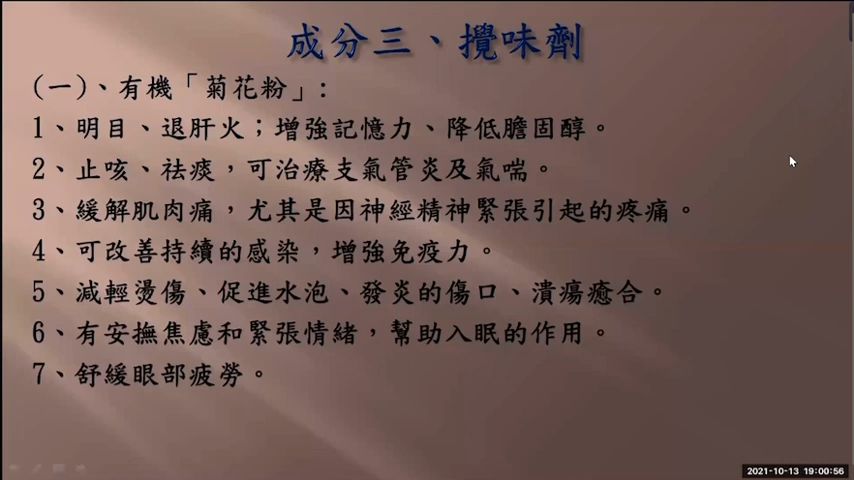 成分三、攪味劑
(一)、有機「菊花粉」:
1、明目、退肝火;增強記憶力、降低膽固醇。
2、止咳、祛痰,可治療支氣管炎及氣喘。
3、緩解肌肉痛,尤其是因神經精神緊張引起的疼痛。
4、可改善持續的感染,增強免疫力。
5、減輕燙傷、促進水泡、發炎的傷口、潰瘍癒合。
6、有安撫焦慮和緊張情緒,幫助入眠的作用。
7、舒緩眼部疲勞。
2021-10-13 19:00:56